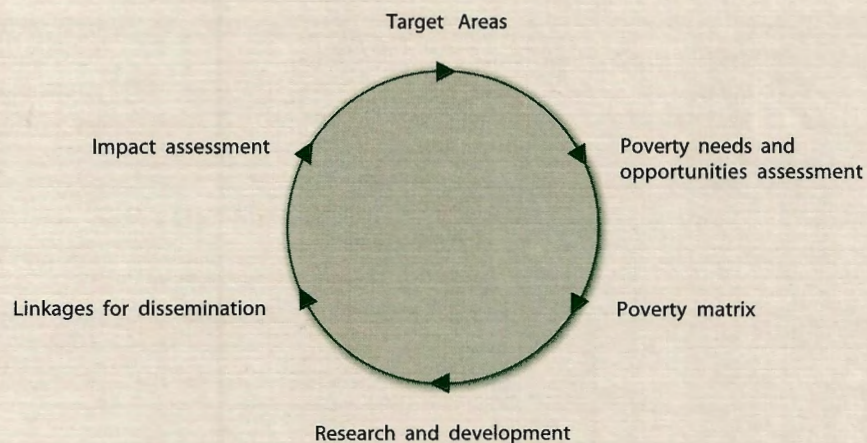 Target Areas
Impact assessment
Poverty needs and
opportunities assessment
Linkages for dissemination
Poverty matrix
Research and development